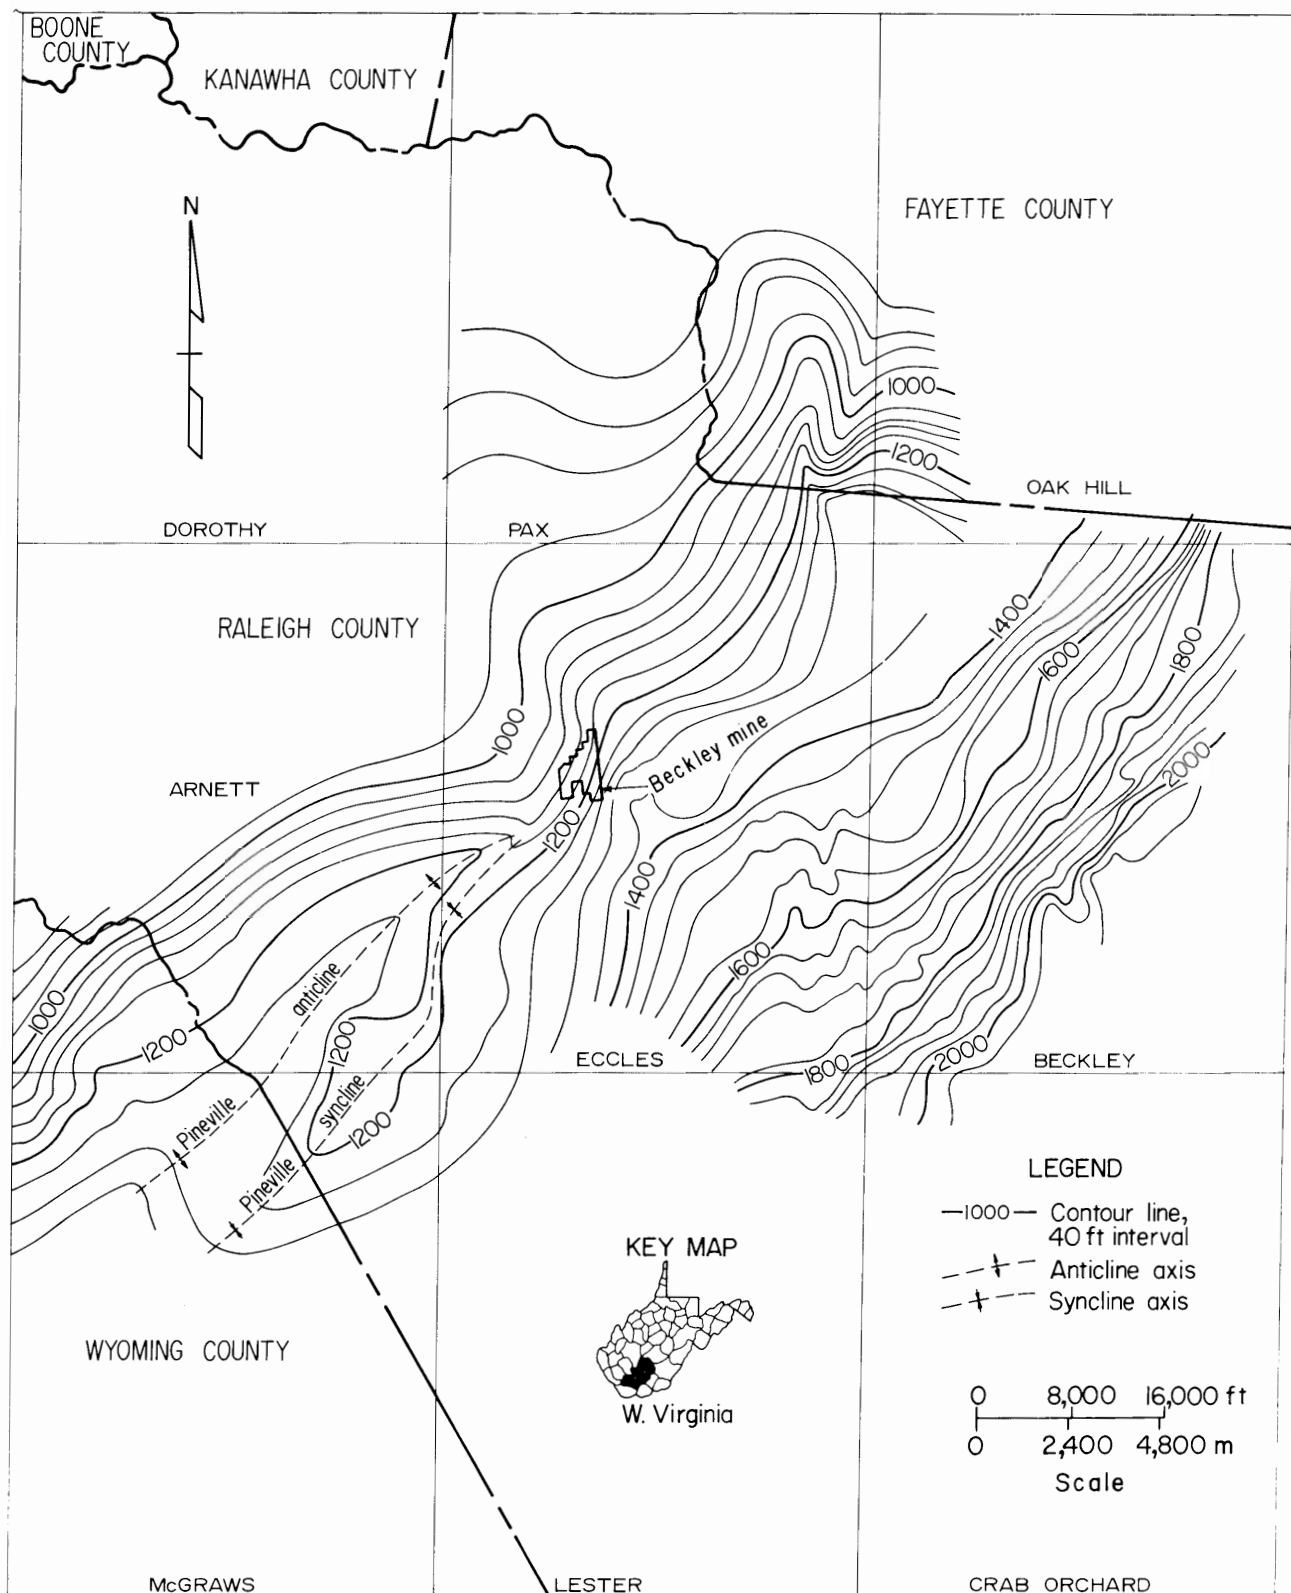 BOONE
COUNTY
KANAWHA COUNTY
N
FAYETTE COUNTY
1000
1200
OAK HILL
DOROTHY
PAX
RALEIGH COUNTY
1400
1600
1800
1000
Beckley mine
2000
ARNETT
1200
1400
1600
anticline
1000
1200
1200
syncline
ECCLES
1800
2000
BECKLEY
Pineville
1200
Pineville
LEGEND
1000
Contour line,
40 ft interval
Anticline axis
Syncline axis
KEY MAP
W. Virginia
WYOMING COUNTY
0 8,000 16,000 ft
0 2,400 4,800 m
Scale
McGRAWS
LESTER
CRAB ORCHARD